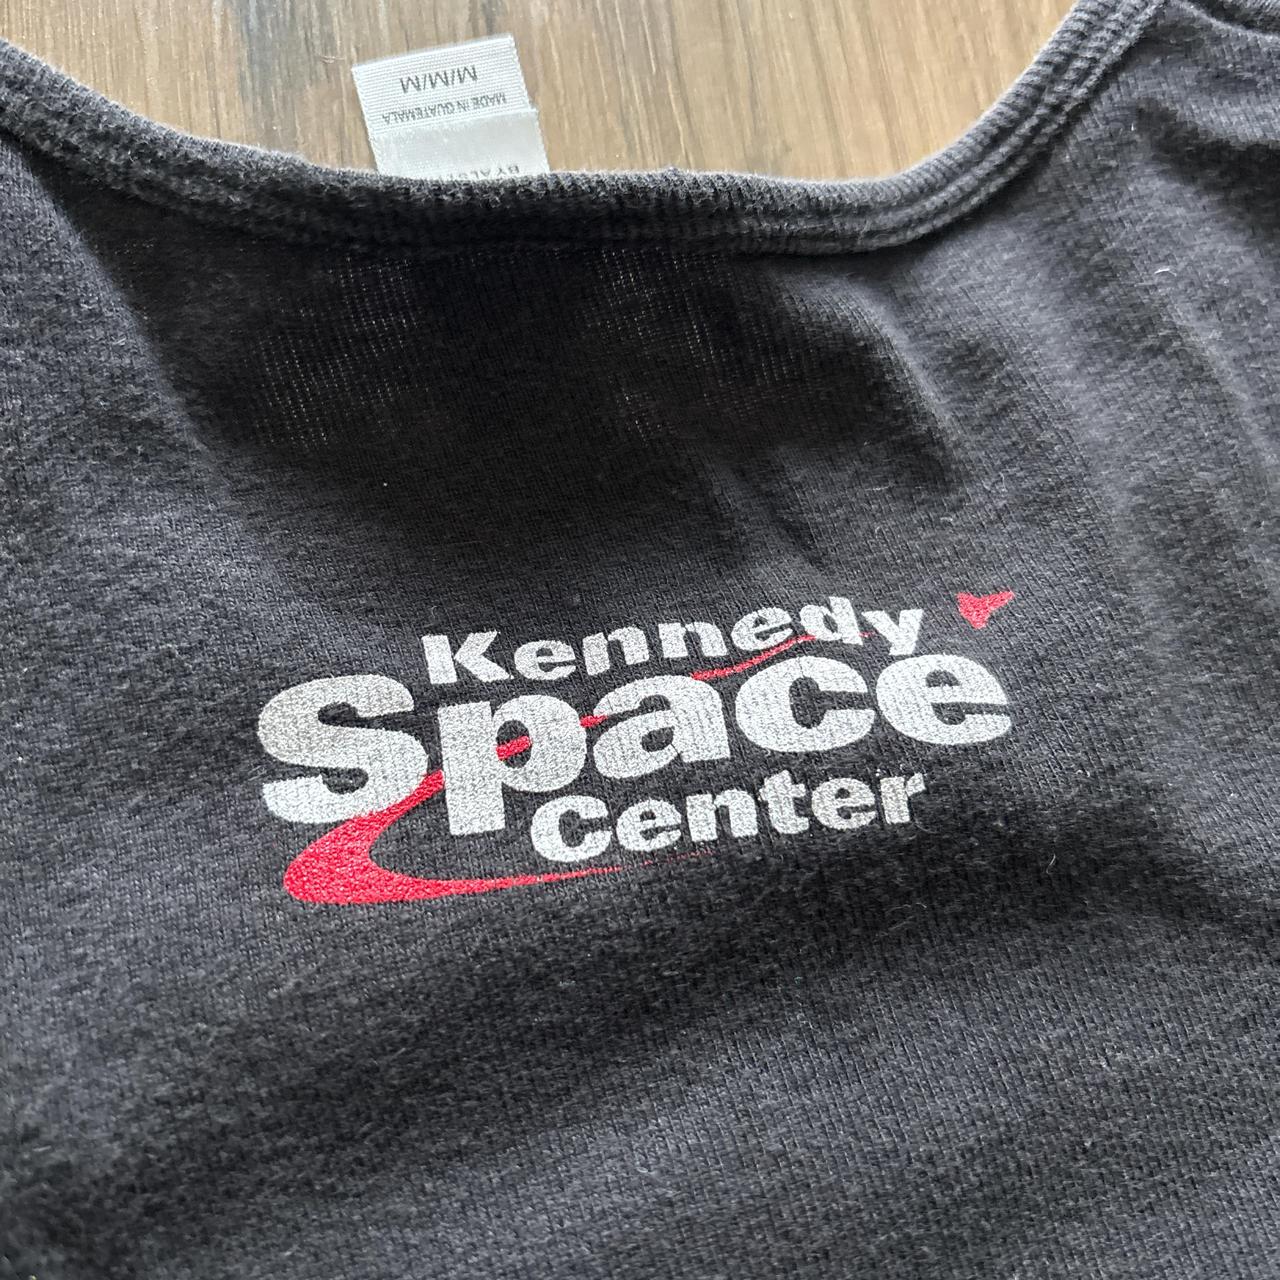 M/M/M
MADE IN GUATEMALA
Kennedy
Space
Center